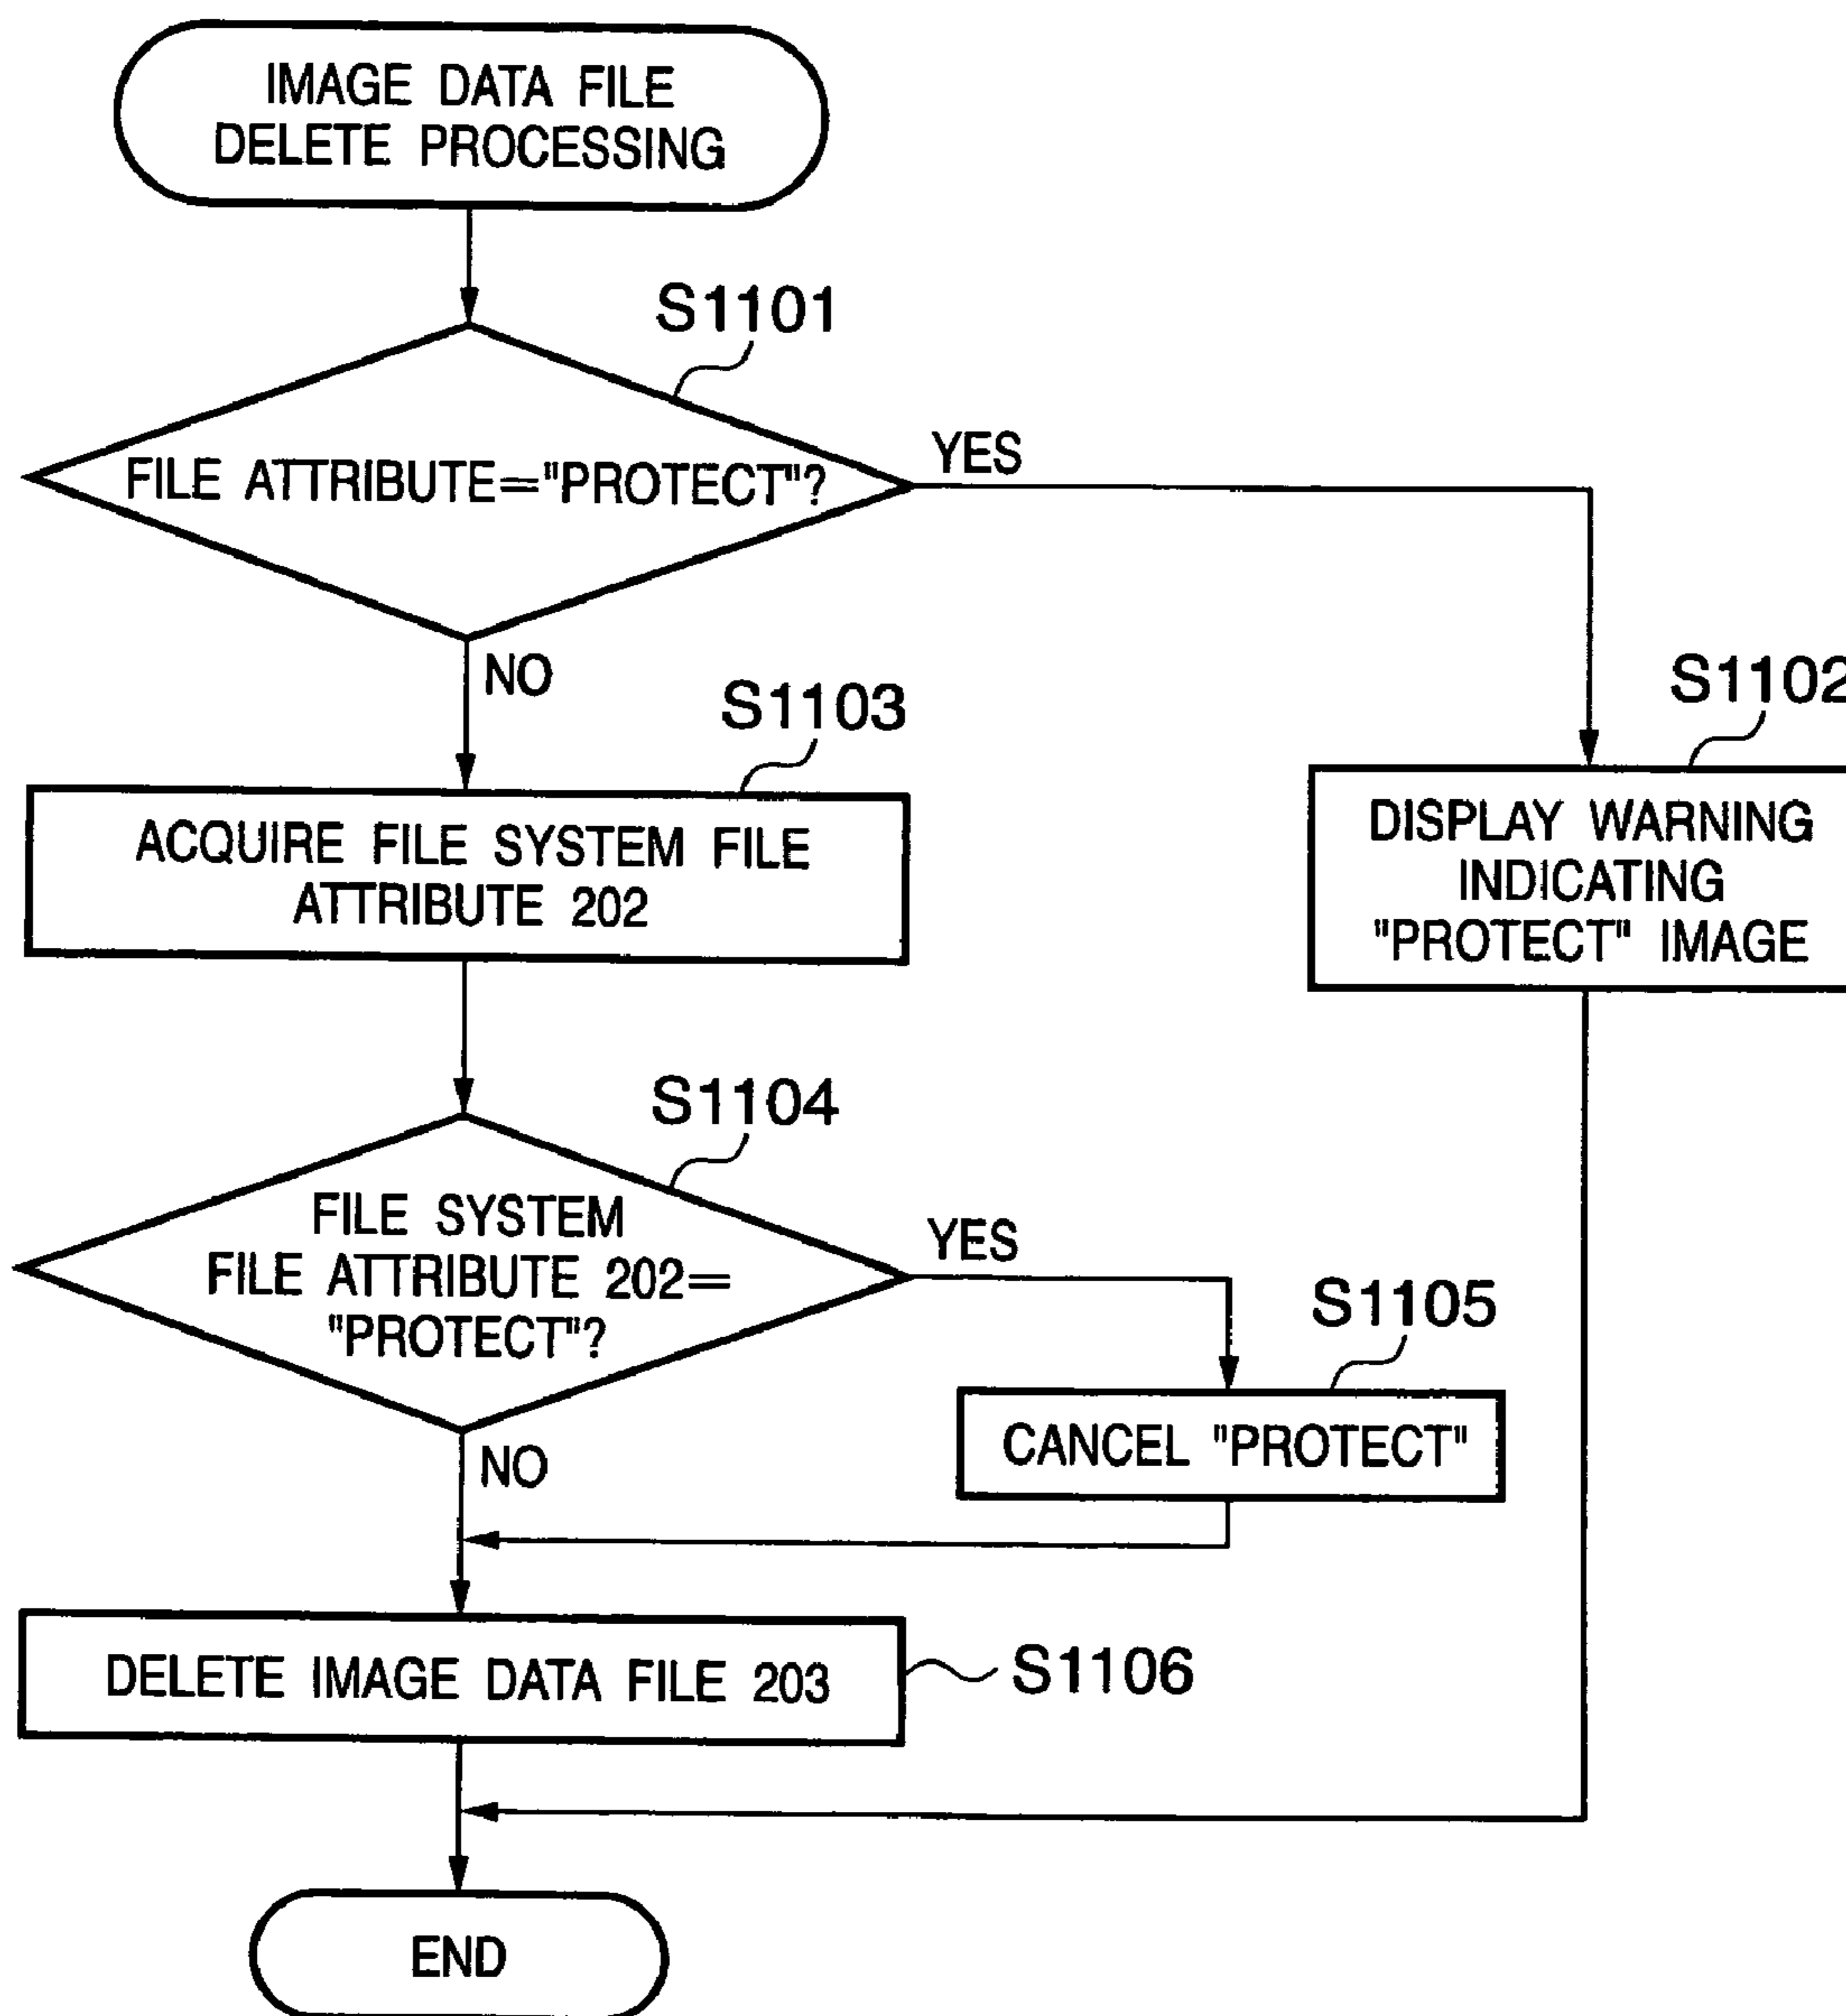 IMAGE DATA FILE
DELETE PROCESSING
S1101
FILE ATTRIBUTE="PROTECT"?
YES
NO
S1103
S1102
ACQUIRE FILE SYSTEM FILE
ATTRIBUTE 202
DISPLAY WARNING
INDICATING
"PROTECT" IMAGE
S1104
FILE SYSTEM
FILE ATTRIBUTE 202=
"PROTECT"?
YES
S1105
CANCEL "PROTECT"
NO
DELETE IMAGE DATA FILE 203
S1106
END